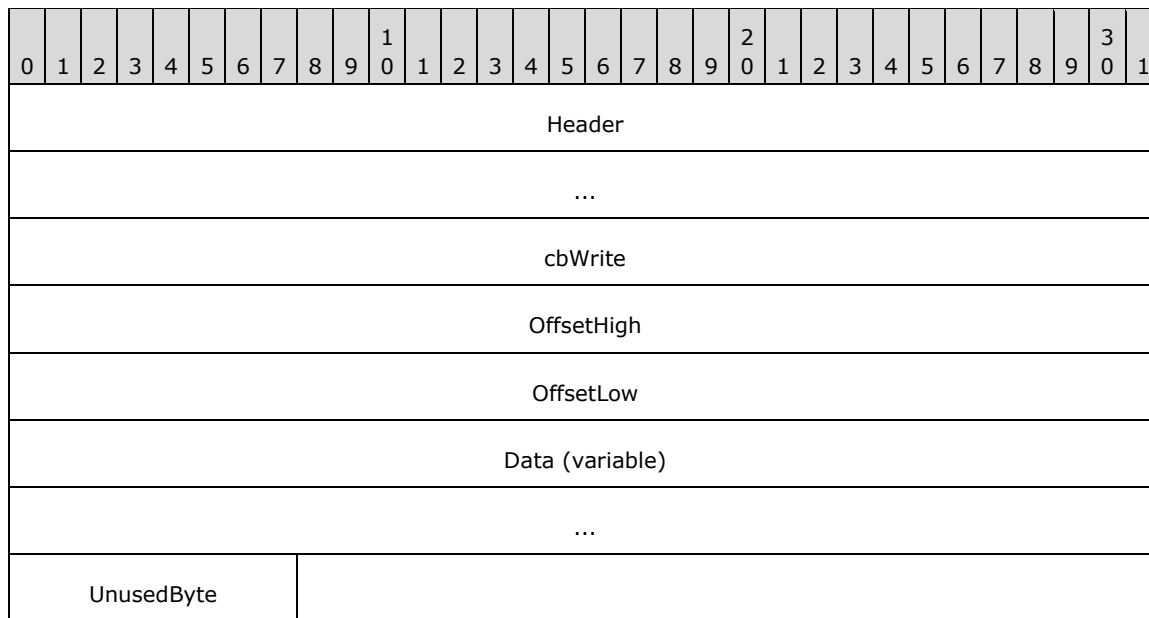 1 2 3
0 1 2 3 4 5 6 7 8 9 0 1 2 3 4 5 6 7 8 9 0 1 2 3 4 5 6 7 8 9 0 1
Header
...
cbWrite
OffsetHigh
OffsetLow
Data (variable)
...
UnusedByte